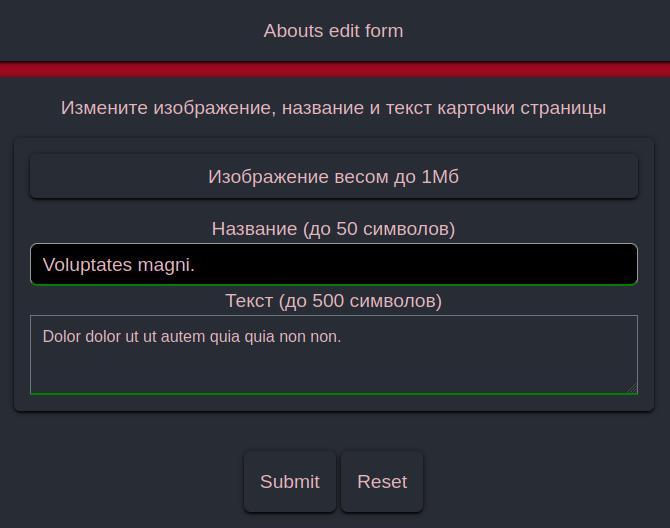 Abouts edit form
Измените изображение, название и текст карточки страницы
Изображение весом до 1Мб
Название (до 50 символов)
Voluptates magni.
Текст (до 500 символов)
Dolor dolor ut ut autem quia quia non non.
Submit Reset